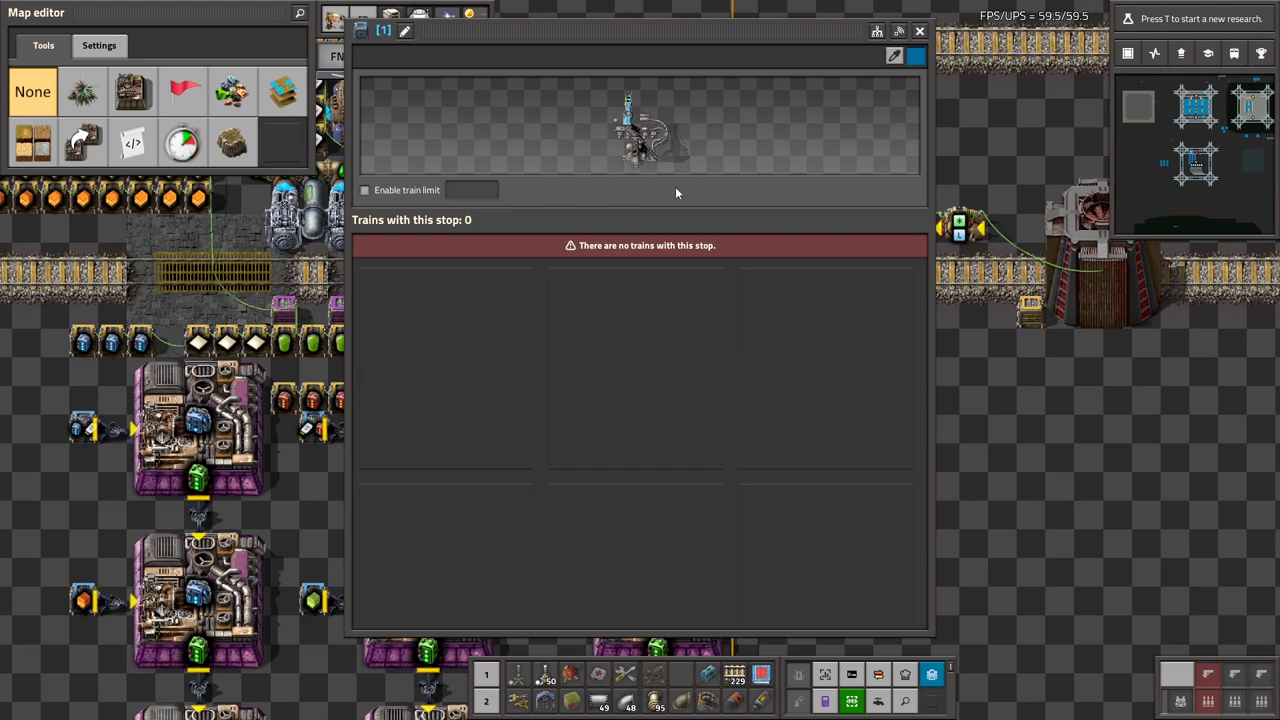 Map editor
Tools
Settings
None
</>
FN
[1]
Enable train limit
Trains with this stop: 0
There are no trains with this stop.
FPS/UPS = 59.5/59.5
Press T to start a new research.
*
L
1
50
229
2
49
48
95